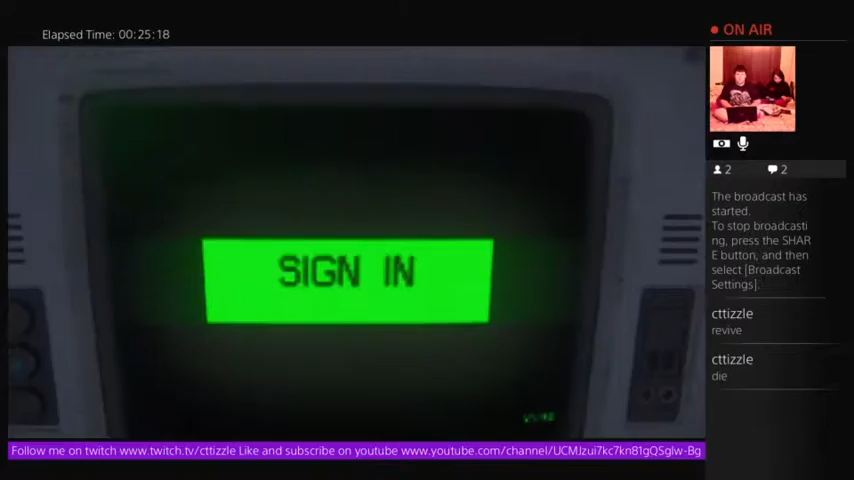 Elapsed Time: 00:25:18
ON AIR
SIGN IN
2 2
The broadcast has
started.
To stop broadcasti
ng, press the SHAR
E button, and then
select [Broadcast
Settings].
cttizzle
revive
cttizzle
die
Follow me on twitch www.twitch.tv/cttizzle Like and subscribe on youtube www.youtube.com/channel/UCMJzui7kc7kn81gQSglw-Bg